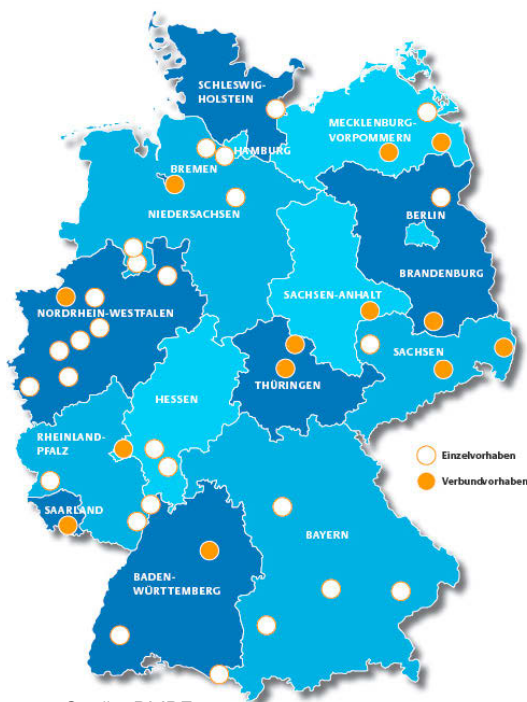 SCHLESWIG-
HOLSTEIN
MECKLENBURG-
VORPOMMERN
HAMBURG
BREMEN
NIEDERSACHSEN
BERLIN
BRANDENBURG
SACHSEN-ANHALT
NORDRHEIN-WESTFALEN
SACHSEN
THÜRINGEN
HESSEN
RHEINLAND-
PFALZ
Einzelvorhaben
Verbundvorhaben
SAARLAND
BAYERN
BADEN-
WÜRTTEMBERG